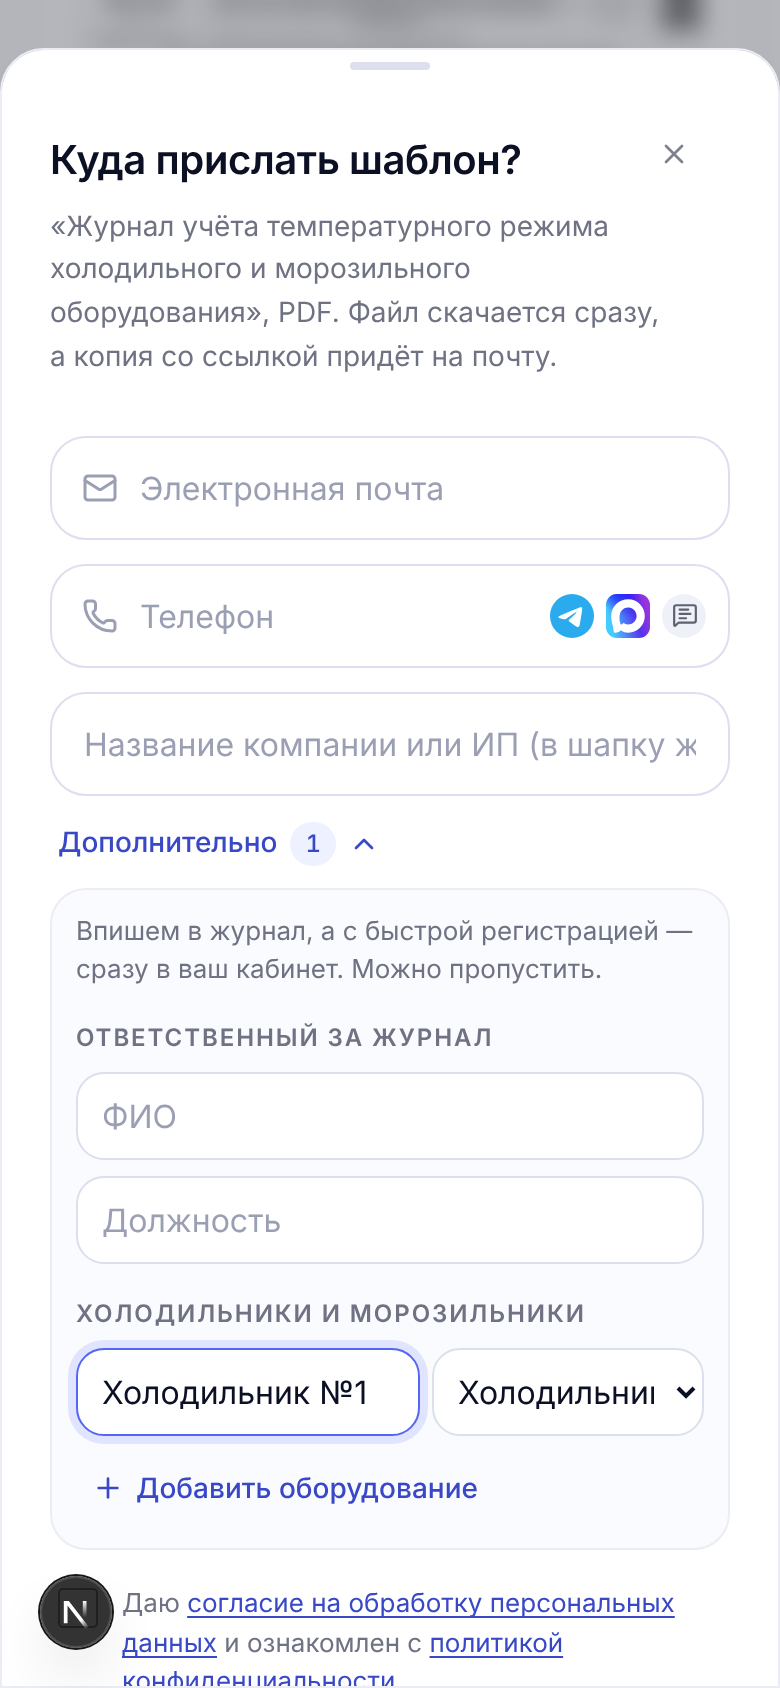 Куда прислать шаблон?
«Журнал учёта температурного режима
холодильного и морозильного
оборудования», PDF. Файл скачается сразу,
а копия со ссылкой придёт на почту.
Электронная почта
Телефон
Название компании или ИП (в шапку ж
Дополнительно 1
Впишем в журнал, а с быстрой регистрацией —
сразу в ваш кабинет. Можно пропустить.
ОТВЕТСТВЕННЫЙ ЗА ЖУРНАЛ
ФИО
Должность
ХОЛОДИЛЬНИКИ И МОРОЗИЛЬНИКИ
Холодильник №1 Холодильни
Добавить оборудование
N Даю согласие на обработку персональных
данных и ознакомлен с политикой
конфиденциальности